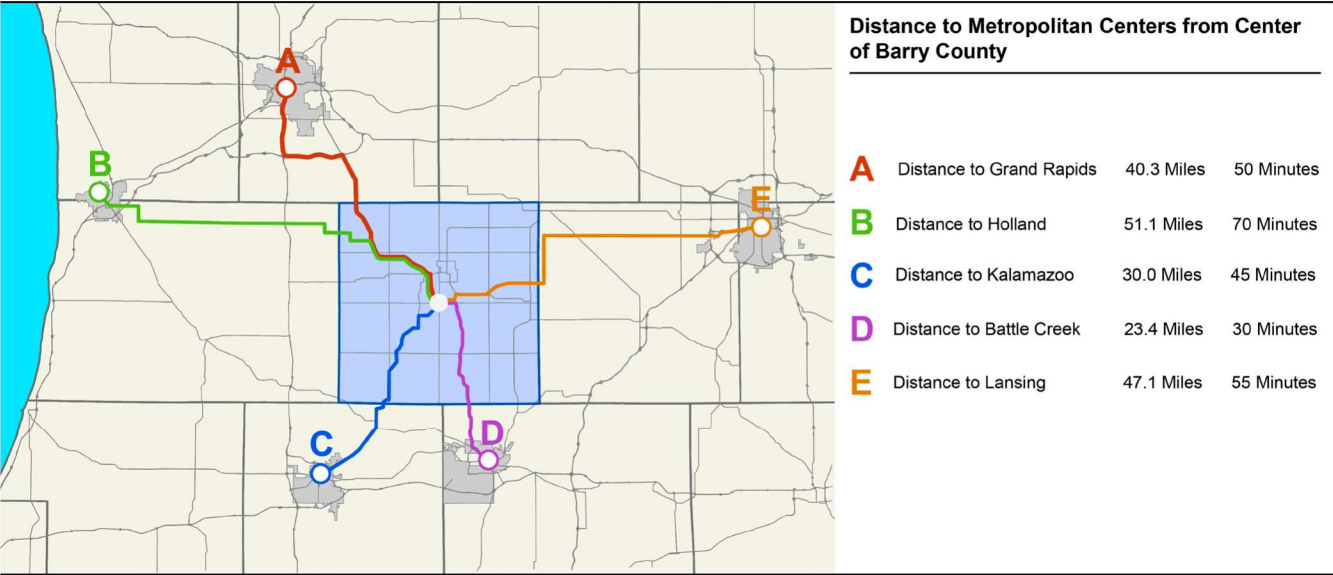 Distance to Metropolitan Centers from Center
of Barry County
A Distance to Grand Rapids 40.3 Miles 50 Minutes
B Distance to Holland 51.1 Miles 70 Minutes
C Distance to Kalamazoo 30.0 Miles 45 Minutes
D Distance to Battle Creek 23.4 Miles 30 Minutes
E Distance to Lansing 47.1 Miles 55 Minutes
A
B
E
C
D